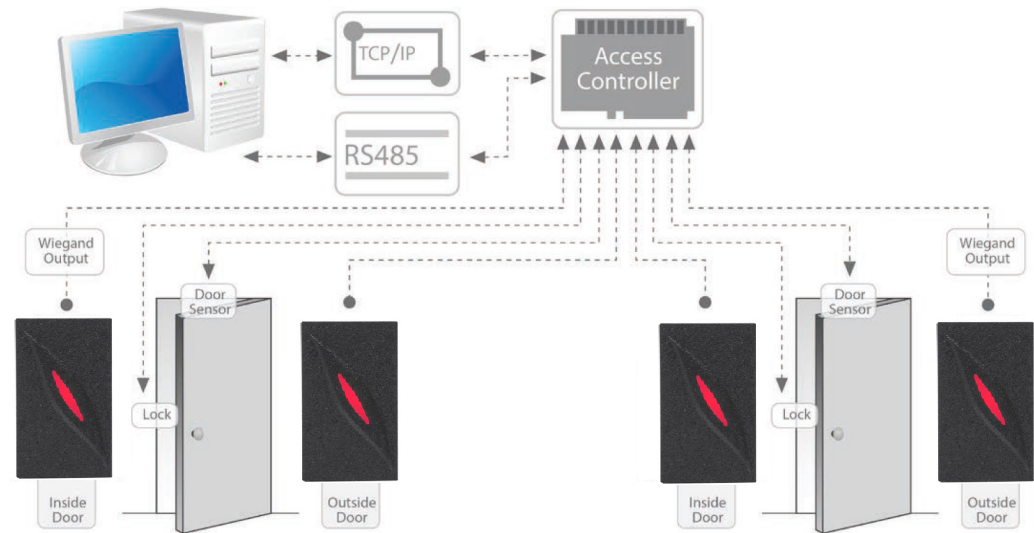 TCP/IP
Access
Controller
RS485
Wiegand
Output
Wiegand
Output
Door
Sensor
Door
Sensor
Lock
Lock
Inside
Door
Outside
Door
Inside
Door
Outside
Door